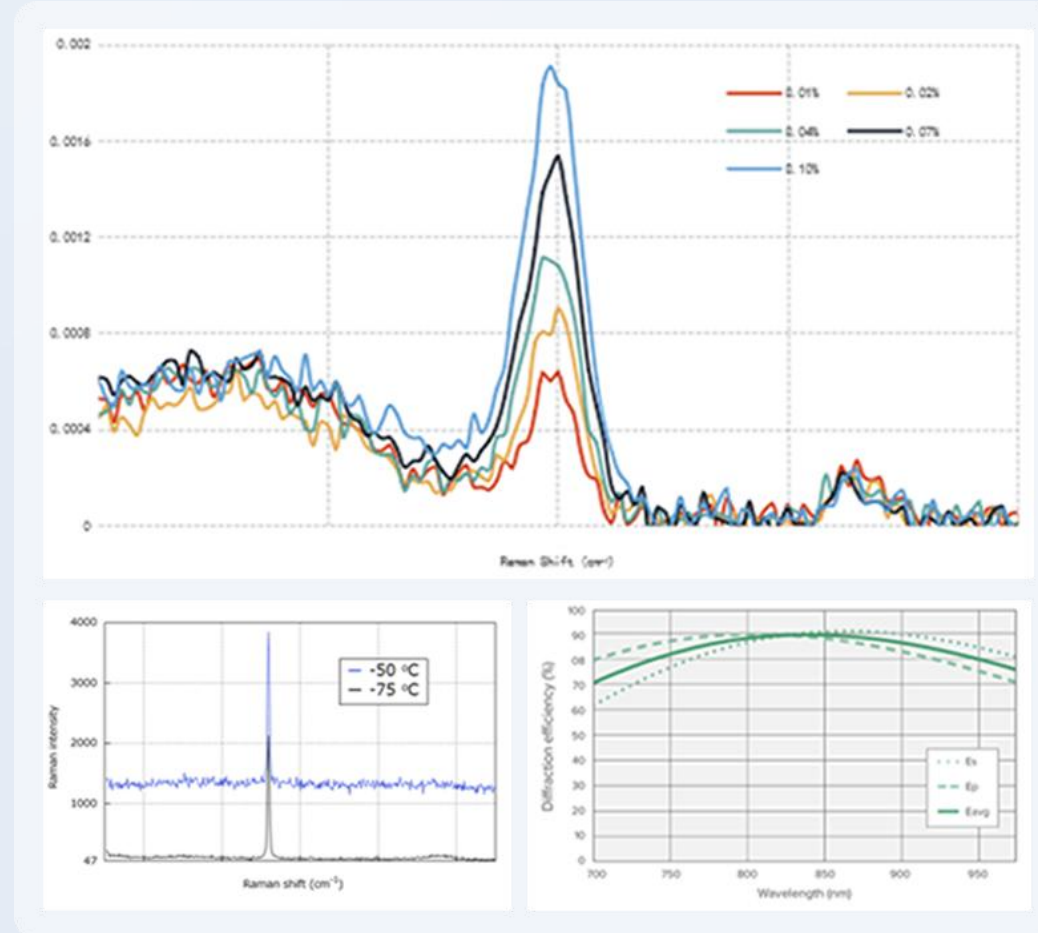 0.002
0.01% 0.02%
0.0016
0.04% 0.07%
0.10%
0.0012
0.0008
0.0004
0
Raman Shift (cm⁻¹)
4000
3000
2000
1000
47
Raman intensity
-50 °C
-75 °C
Raman shift (cm⁻¹)
100
90
80
70
60
50
40
30
20
10
0
Diffraction efficiency (%)
Es
Ep
Eavg
700 750 800 850 900 950
Wavelength (nm)